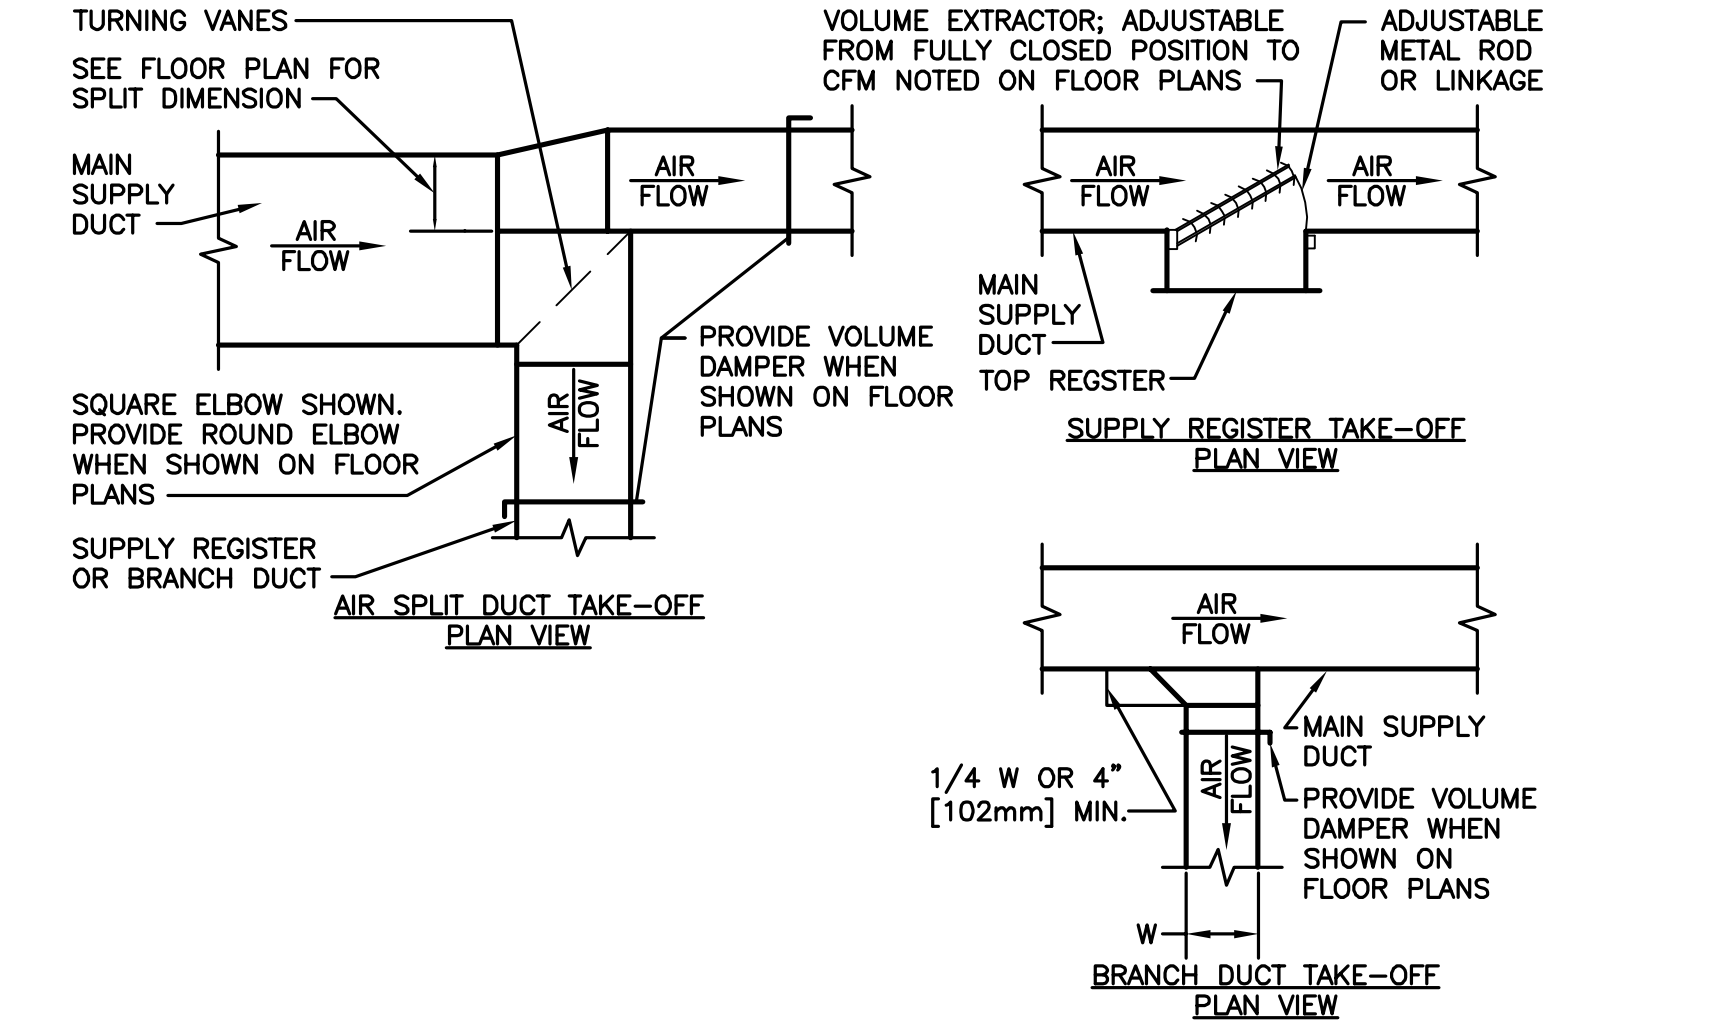 TURNING VANES
SEE FLOOR PLAN FOR
SPLIT DIMENSION
MAIN
SUPPLY
DUCT
AIR
FLOW
AIR
FLOW
PROVIDE VOLUME
DAMPER WHEN
SHOWN ON FLOOR
PLANS
SQUARE ELBOW SHOWN.
PROVIDE ROUND ELBOW
WHEN SHOWN ON FLOOR
PLANS
AIR
FLOW
SUPPLY REGISTER
OR BRANCH DUCT
AIR SPLIT DUCT TAKE-OFF
PLAN VIEW
VOLUME EXTRACTOR; ADJUSTABLE
FROM FULLY CLOSED POSITION TO
CFM NOTED ON FLOOR PLANS
ADJUSTABLE
METAL ROD
OR LINKAGE
AIR
FLOW
AIR
FLOW
MAIN
SUPPLY
DUCT
TOP REGSTER
SUPPLY REGISTER TAKE-OFF
PLAN VIEW
AIR
FLOW
MAIN SUPPLY
DUCT
1/4 W OR 4”
[102mm] MIN.
AIR
FLOW
PROVIDE VOLUME
DAMPER WHEN
SHOWN ON
FLOOR PLANS
W
BRANCH DUCT TAKE-OFF
PLAN VIEW